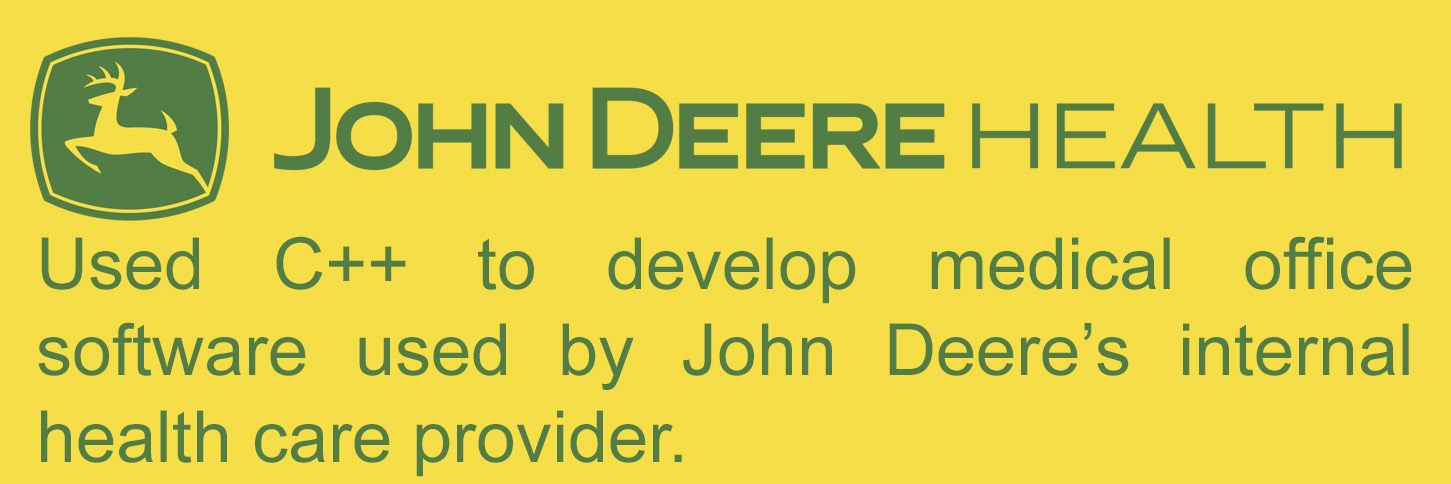 JOHN DEERE HEALTH
Used C++ to develop medical office
software used by John Deere’s internal
health care provider.